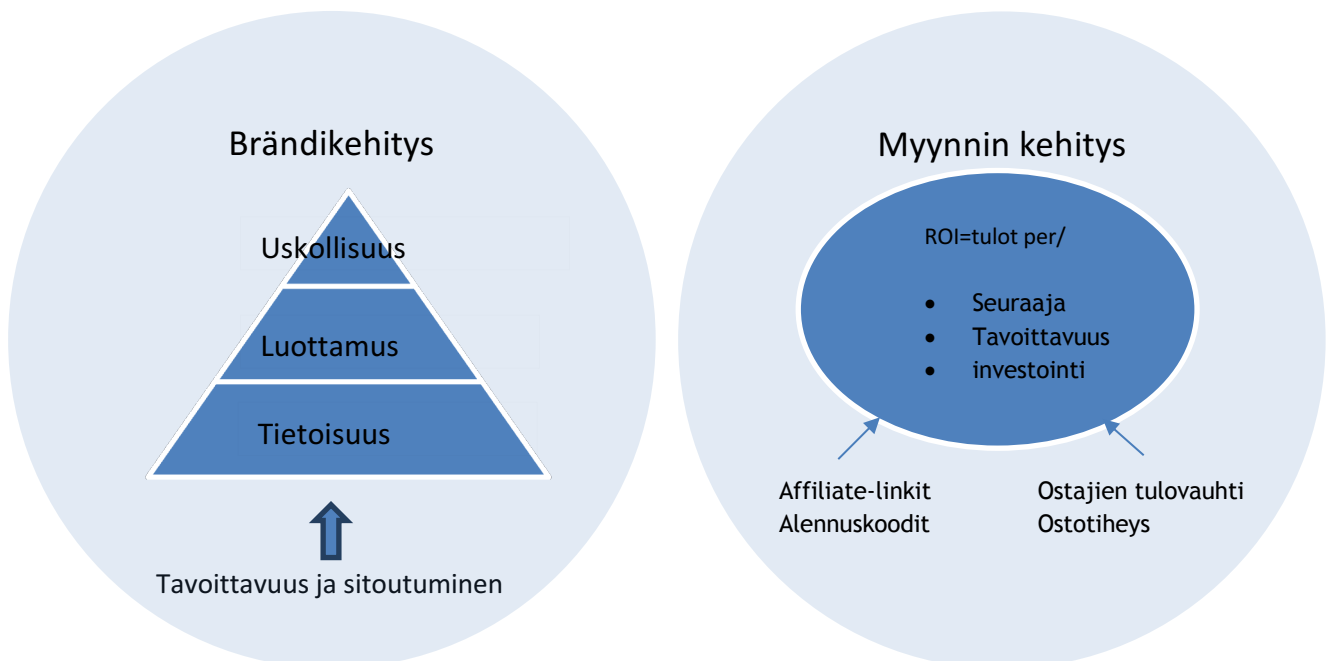 Brändikehitys
Uskollisuus
Luottamus
Tietoisuus
Tavoittavuus ja sitoutuminen
Myynnin kehitys
ROI=tulot per/
• Seuraaja
• Tavoittavuus
• investointi
Affiliate-linkit
Alennuskoodit
Ostajien tulovauhti
Ostotiheys